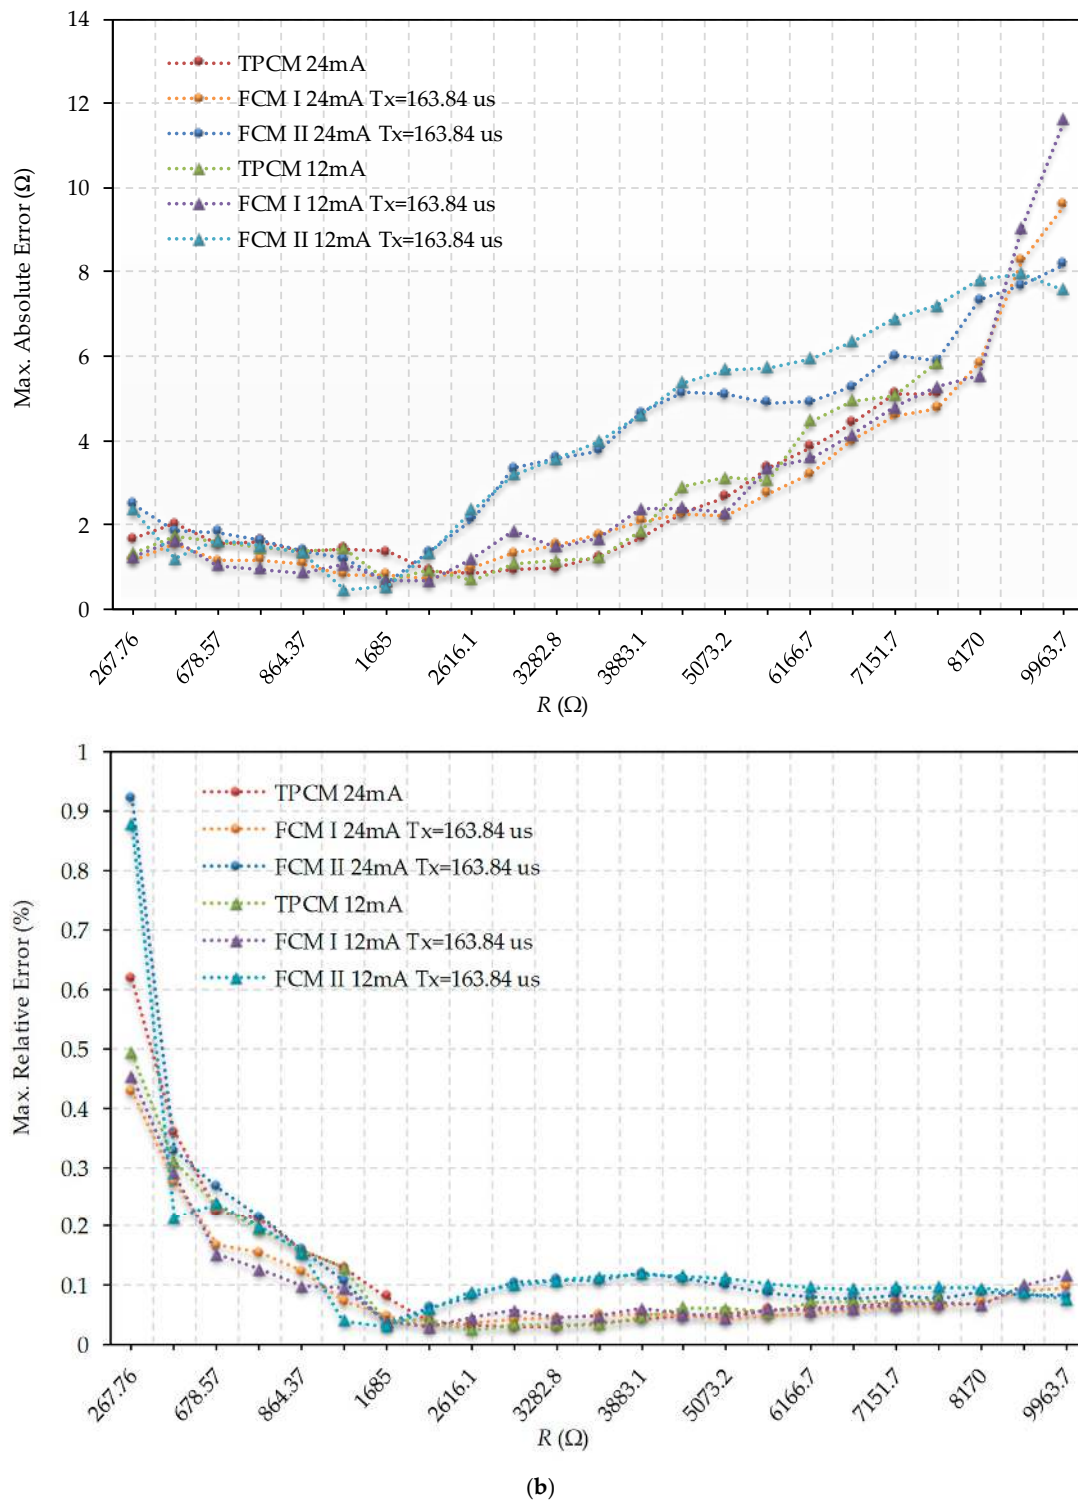 14
12
10
8
6
4
2
0
Max. Absolute Error (Ω)
TPCM 24mA
FCM I 24mA Tx=163.84 us
FCM II 24mA Tx=163.84 us
TPCM 12mA
FCM I 12mA Tx=163.84 us
FCM II 12mA Tx=163.84 us
267.76
678.57
864.37
1685
2616.1
3282.8
3883.1
5073.2
6166.7
7151.7
8170
9963.7
R (Ω)
1
0.9
0.8
0.7
0.6
0.5
0.4
0.3
0.2
0.1
0
Max. Relative Error (%)
TPCM 24mA
FCM I 24mA Tx=163.84 us
FCM II 24mA Tx=163.84 us
TPCM 12mA
FCM I 12mA Tx=163.84 us
FCM II 12mA Tx=163.84 us
267.76
678.57
864.37
1685
2616.1
3282.8
3883.1
5073.2
6166.7
7151.7
8170
9963.7
R (Ω)
(b)